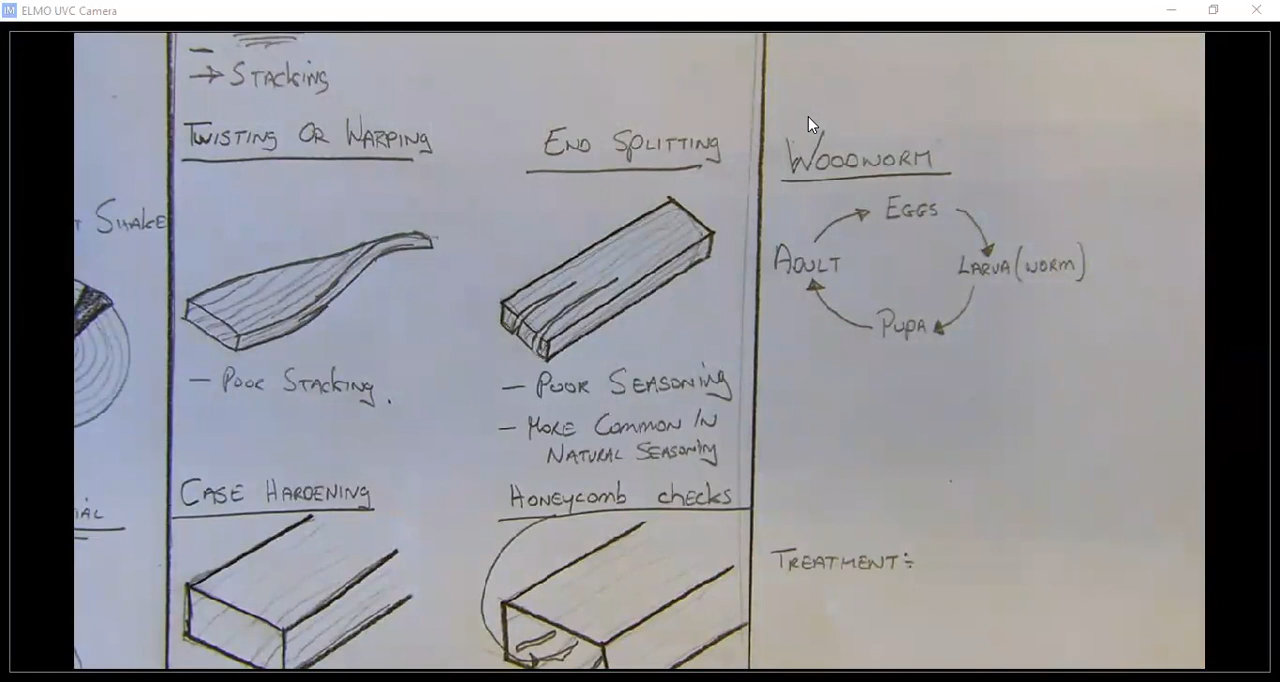 ELMO UVC Camera
→ Stacking
Twisting Or Warping
End Splitting
Woodworm
Shake
Eggs
Adult
Larva (worm)
Pupa
- Poor Stacking.
- Poor Seasoning
- More Common In
Natural Seasoning
Case Hardening
Honeycomb checks
Treatment: